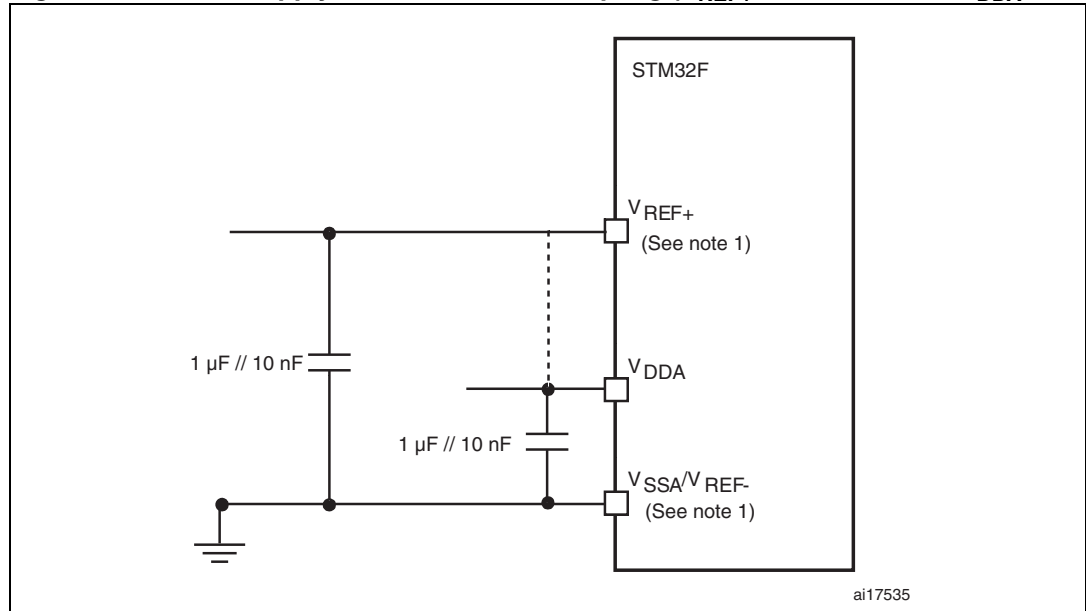 STM32F
VREF+
(See note 1)
1 µF // 10 nF
VDDA
1 µF // 10 nF
VSSA/VREF-
(See note 1)
ai17535